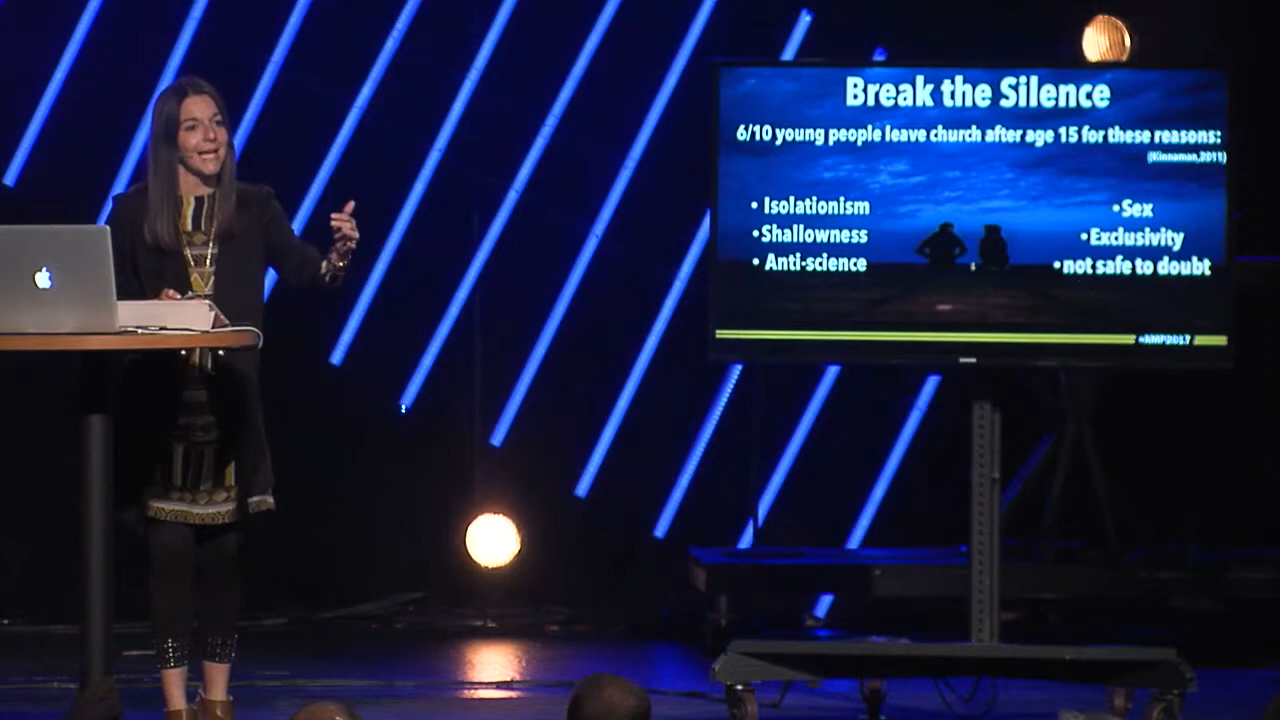 Break the Silence
6/10 young people leave church after age 15 for these reasons:
(Kinnaman,2011)
• Isolationism
•Shallowness
• Anti-science
•Sex
•Exclusivity
•not safe to doubt
#AMP2017